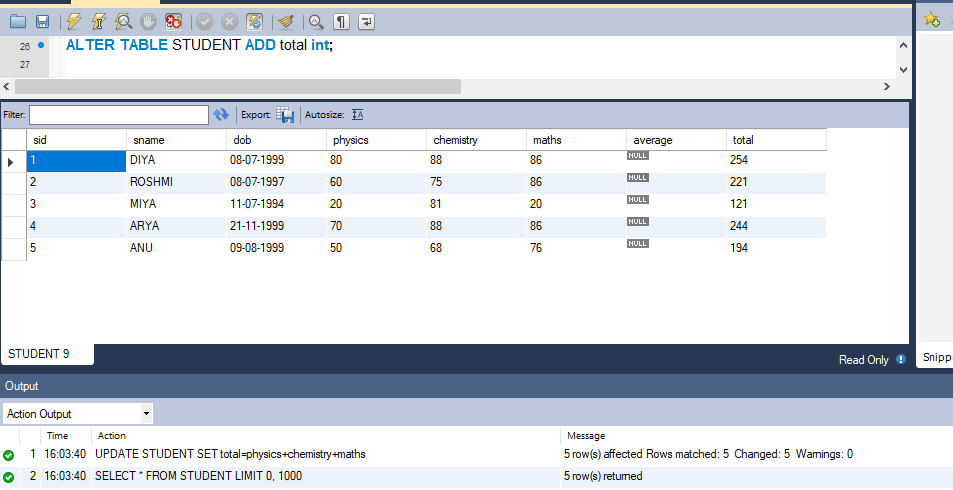 26 ALTER TABLE STUDENT ADD total int;
27
Filter: Export: Autosize:
sid sname dob physics chemistry maths average total
1 DIYA 08-07-1999 80 88 86 NULL 254
2 ROSHMI 08-07-1997 60 75 86 NULL 221
3 MIYA 11-07-1994 20 81 20 NULL 121
4 ARYA 21-11-1999 70 88 86 NULL 244
5 ANU 09-08-1999 50 68 76 NULL 194
STUDENT 9
Read Only
Snipp
Output
Action Output
Time Action Message
1 16:03:40 UPDATE STUDENT SET total=physics+chemistry+maths 5 row(s) affected Rows matched: 5 Changed: 5 Warnings: 0
2 16:03:40 SELECT * FROM STUDENT LIMIT 0, 1000 5 row(s) returned